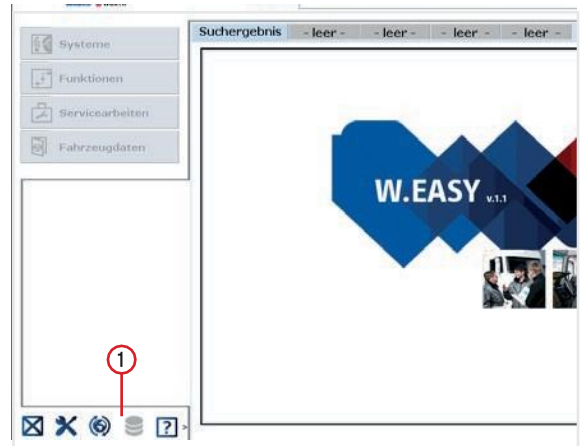 Suchergebnis - leer - - leer - - leer - - leer -
Systeme
Funktionen
Servicearbeiten
Fahrzeugdaten
W.EASY v.1.1
1
?